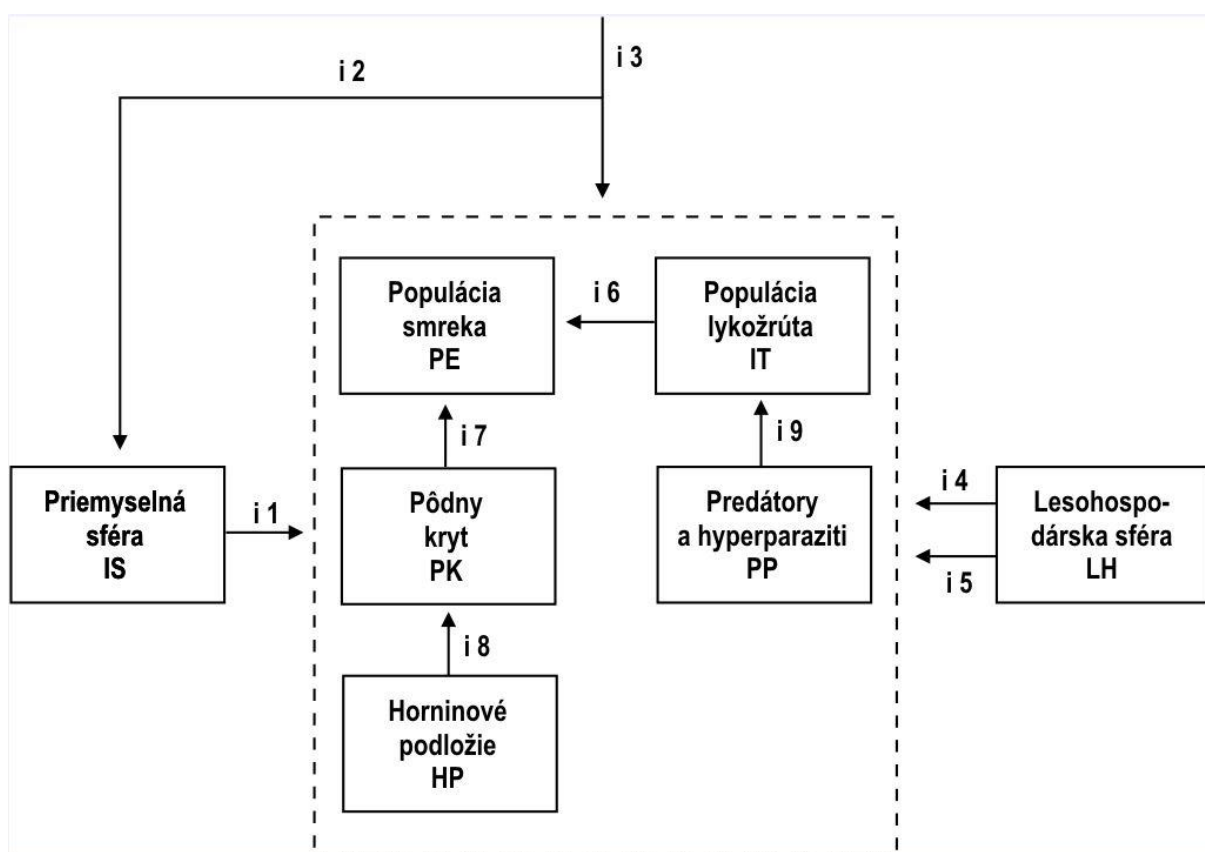 i 3
i 2
Populácia
smreka
PE
i 6
Populácia
lykožrúta
IT
i 7
i 9
Priemyselná
sféra
IS
i 1
Pôdny
kryt
PK
Predátory
a hyperparaziti
PP
i 4
i 5
Lesohospo-
dárska sféra
LH
i 8
Horninové
podložie
HP